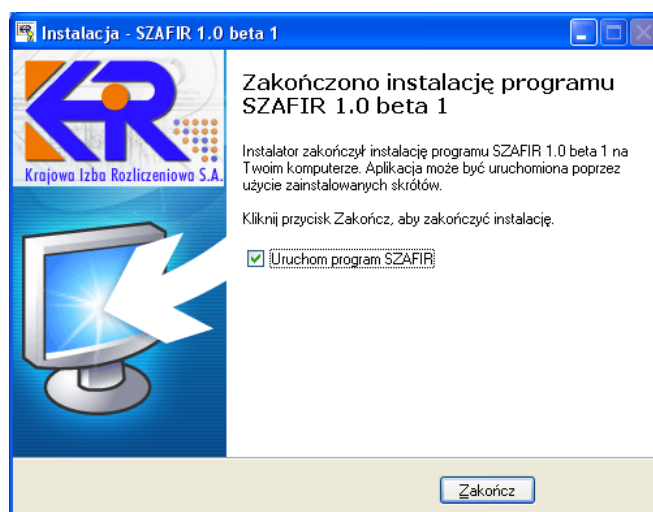 Instalacja - SZAFIR 1.0 beta 1
KIR
Krajowa Izba Rozliczeniowa S.A.
Zakończono instalację programu
SZAFIR 1.0 beta 1
Instalator zakończył instalację programu SZAFIR 1.0 beta 1 na
Twoim komputerze. Aplikacja może być uruchomiona poprzez
użycie zainstalowanych skrótów.
Kliknij przycisk Zakończ, aby zakończyć instalację.
Uruchom program SZAFIR
Zakończ